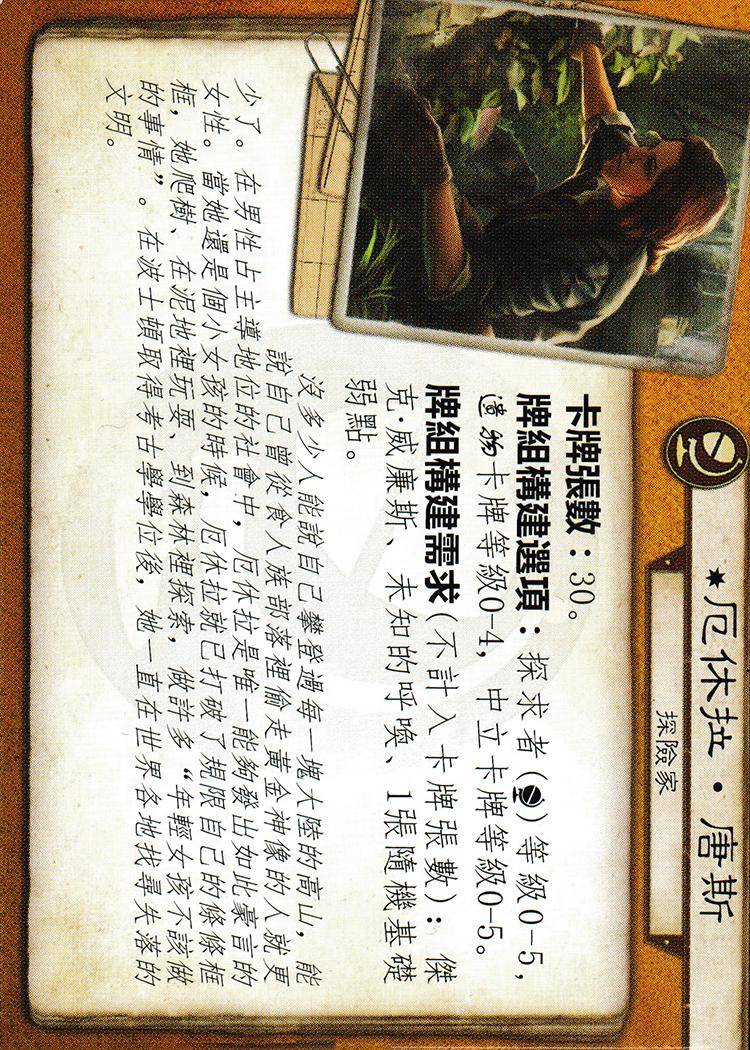 厄休拉·唐斯
探險家
卡牌張數：30。
牌組構建選項：探求者()等級0-5，
遺物卡牌等級0-4，中立卡牌等級0-5。
牌組構建需求(不計入卡牌張數)：傑
克·威廉斯、未知的呼喚、1張隨機基礎
弱點。
沒多少人能說自己攀登過每一塊大陸的高山，能
說自己曾從食人族部落裡偷走黃金神像的人就更
少了。在男性占主導地位的社會中，厄休拉是唯一能夠發出如此豪言的
女性。當她還是個小女孩的時候，厄休拉就已打破了規限自己的條條框
框，她爬樹、在泥地裡玩耍、到森林裡探索，做許多“年輕女孩不該做
的事情”。在波士頓取得考古學學位後，她一直在世界各地找尋失落的
文明。